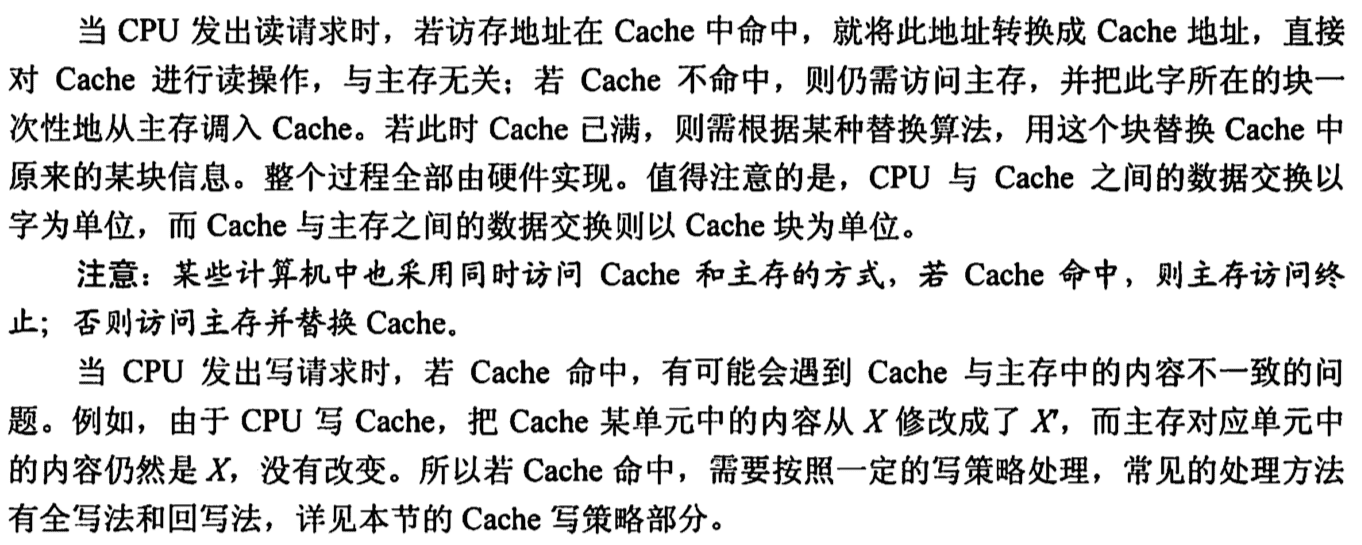 当 CPU 发出读请求时，若访存地址在 Cache 中命中，就将此地址转换成 Cache 地址，直接
对 Cache 进行读操作，与主存无关；若 Cache 不命中，则仍需访问主存，并把此字所在的块一
次性地从主存调入 Cache。若此时 Cache 已满，则需根据某种替换算法，用这个块替换 Cache 中
原来的某块信息。整个过程全部由硬件实现。值得注意的是，CPU 与 Cache 之间的数据交换以
字为单位，而 Cache 与主存之间的数据交换则以 Cache 块为单位。
注意：某些计算机中也采用同时访问 Cache 和主存的方式，若 Cache 命中，则主存访问终
止；否则访问主存并替换 Cache。
当 CPU 发出写请求时，若 Cache 命中，有可能会遇到 Cache 与主存中的内容不一致的问
题。例如，由于 CPU 写 Cache，把 Cache 某单元中的内容从 X 修改成了 X′，而主存对应单元中
的内容仍然是 X，没有改变。所以若 Cache 命中，需要按照一定的写策略处理，常见的处理方法
有全写法和回写法，详见本节的 Cache 写策略部分。